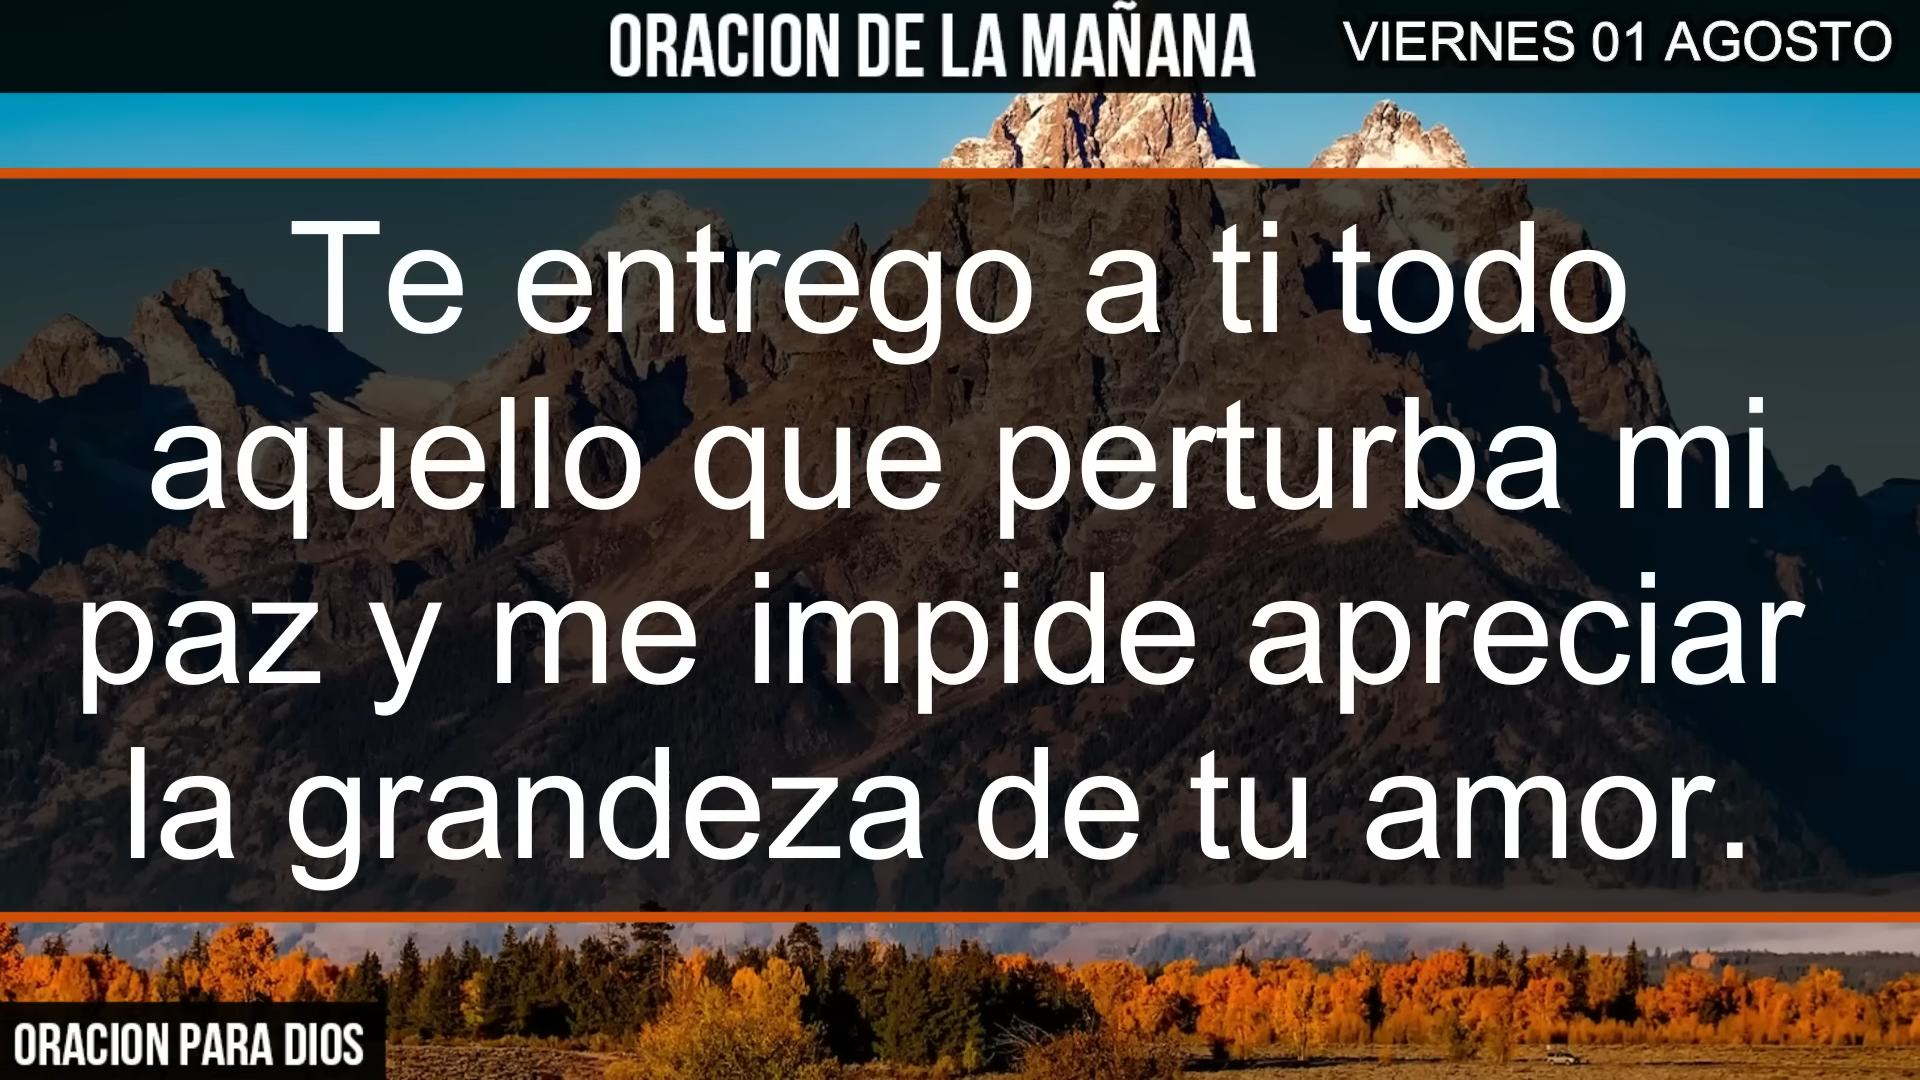 ORACION DE LA MAÑANA
VIERNES 01 AGOSTO
Te entrego a ti todo
aquello que perturba mi
paz y me impide apreciar
la grandeza de tu amor.
ORACION PARA DIOS